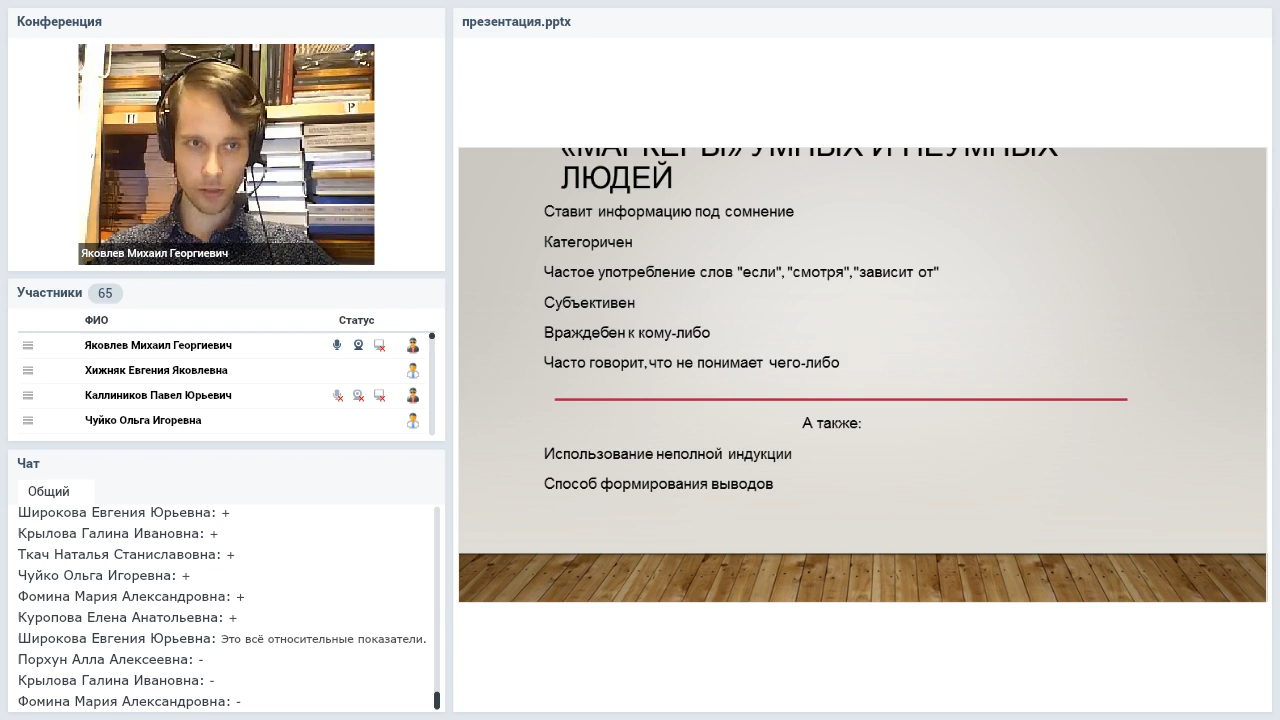 Конференция
Н
Р
Яковлев Михаил Георгиевич
Участники 65
ФИО Статус
Яковлев Михаил Георгиевич
Хижняк Евгения Яковлевна
Каллиников Павел Юрьевич
Чуйко Ольга Игоревна
Чат
Общий
Широкова Евгения Юрьевна: +
Крылова Галина Ивановна: +
Ткач Наталья Станиславовна: +
Чуйко Ольга Игоревна: +
Фомина Мария Александровна: +
Куропова Елена Анатольевна: +
Широкова Евгения Юрьевна: Это всё относительные показатели.
Порхун Алла Алексеевна: -
Крылова Галина Ивановна: -
Фомина Мария Александровна: -
презентация.pptx
«МАРКЕРЫ» УМНЫХ И НЕУМНЫХ
ЛЮДЕЙ
Ставит информацию под сомнение
Категоричен
Частое употребление слов "если", "смотря", "зависит от"
Субъективен
Враждебен к кому-либо
Часто говорит, что не понимает чего-либо
А также:
Использование неполной индукции
Способ формирования выводов